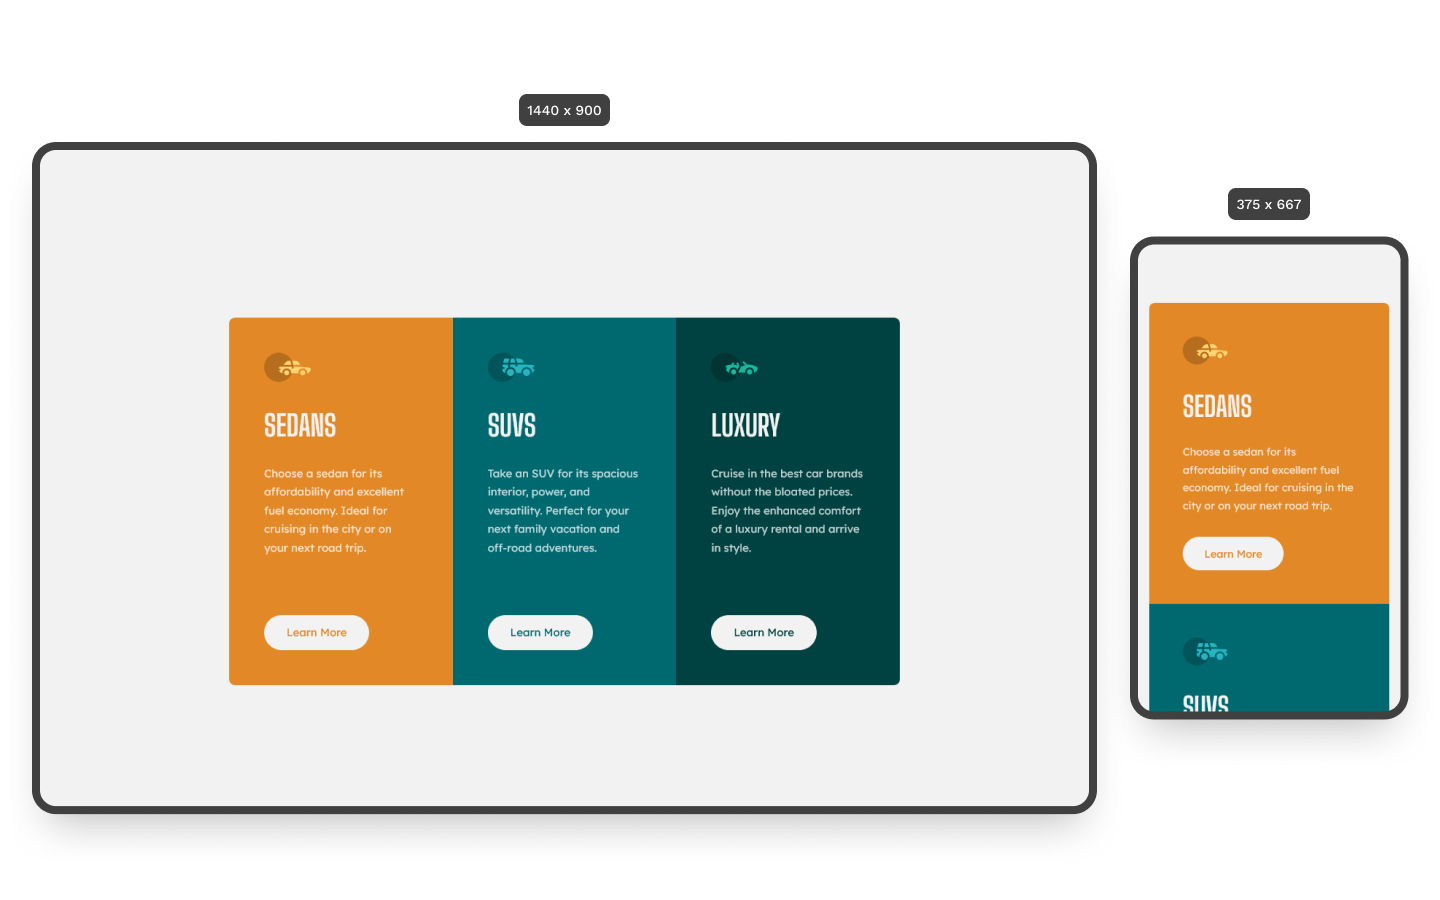 1440 x 900
SEDANS
Choose a sedan for its
affordability and excellent
fuel economy. Ideal for
cruising in the city or on
your next road trip.
Learn More
SUVS
Take an SUV for its spacious
interior, power, and
versatility. Perfect for your
next family vacation and
off-road adventures.
Learn More
LUXURY
Cruise in the best car brands
without the bloated prices.
Enjoy the enhanced comfort
of a luxury rental and arrive
in style.
Learn More
375 x 667
SEDANS
Choose a sedan for its
affordability and excellent fuel
economy. Ideal for cruising in the
city or on your next road trip.
Learn More
SUVS